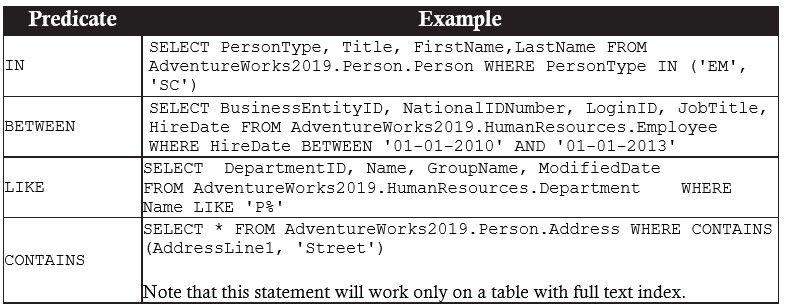 Predicate Example
IN
SELECT PersonType, Title, FirstName,LastName FROM
AdventureWorks2019.Person.Person WHERE PersonType IN ('EM',
'SC')
BETWEEN
SELECT BusinessEntityID, NationalIDNumber, LoginID, JobTitle,
HireDate FROM AdventureWorks2019.HumanResources.Employee
WHERE HireDate BETWEEN '01-01-2010' AND '01-01-2013'
LIKE
SELECT DepartmentID, Name, GroupName, ModifiedDate
FROM AdventureWorks2019.HumanResources.Department WHERE
Name LIKE 'P%'
CONTAINS
SELECT * FROM AdventureWorks2019.Person.Address WHERE CONTAINS
(AddressLine1, 'Street')
Note that this statement will work only on a table with full text index.